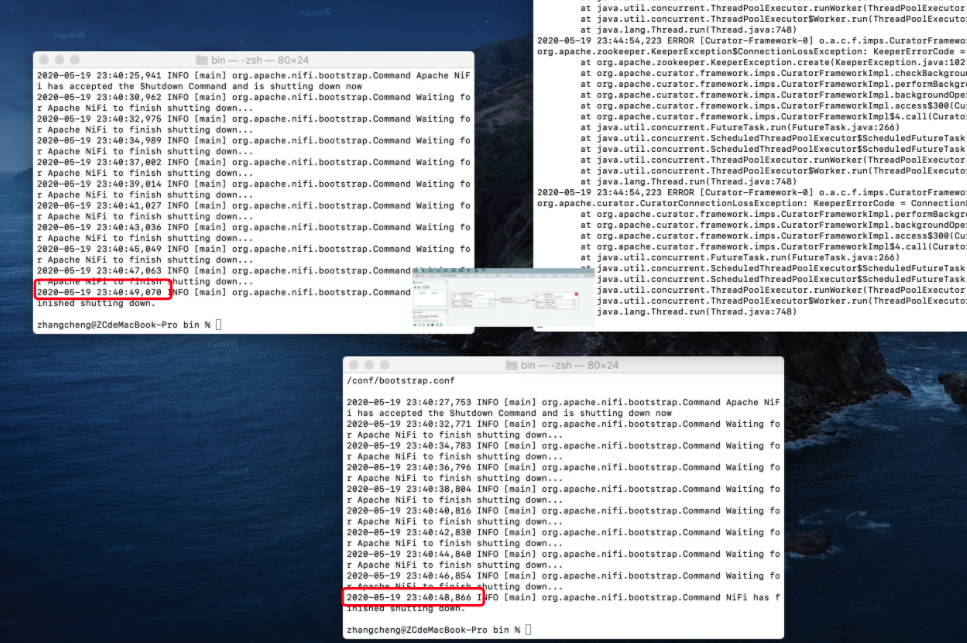 bin — -zsh — 80×24
2020-05-19 23:40:25,941 INFO [main] org.apache.nifi.bootstrap.Command Apache NiF
i has accepted the Shutdown Command and is shutting down now
2020-05-19 23:40:30,962 INFO [main] org.apache.nifi.bootstrap.Command Waiting fo
r Apache NiFi to finish shutting down...
2020-05-19 23:40:32,975 INFO [main] org.apache.nifi.bootstrap.Command Waiting fo
r Apache NiFi to finish shutting down...
2020-05-19 23:40:34,989 INFO [main] org.apache.nifi.bootstrap.Command Waiting fo
r Apache NiFi to finish shutting down...
2020-05-19 23:40:37,002 INFO [main] org.apache.nifi.bootstrap.Command Waiting fo
r Apache NiFi to finish shutting down...
2020-05-19 23:40:39,014 INFO [main] org.apache.nifi.bootstrap.Command Waiting fo
r Apache NiFi to finish shutting down...
2020-05-19 23:40:41,027 INFO [main] org.apache.nifi.bootstrap.Command Waiting fo
r Apache NiFi to finish shutting down...
2020-05-19 23:40:43,036 INFO [main] org.apache.nifi.bootstrap.Command Waiting fo
r Apache NiFi to finish shutting down...
2020-05-19 23:40:45,049 INFO [main] org.apache.nifi.bootstrap.Command Waiting fo
r Apache NiFi to finish shutting down...
2020-05-19 23:40:47,063 INFO [main] org.apache.nifi.bootstrap.Command
r Apache NiFi to finish shutting down...
2020-05-19 23:40:49,070 INFO [main] org.apache.nifi.bootstrap.Command
inished shutting down.
zhangcheng@ZCdeMacBook-Pro bin %
at java.util.concurrent.ThreadPoolExecutor.runWorker(ThreadPoolExecutor
at java.util.concurrent.ThreadPoolExecutor$Worker.run(ThreadPoolExecuto
at java.lang.Thread.run(Thread.java:748)
2020-05-19 23:44:54,223 ERROR [Curator-Framework-0] o.a.c.f.imps.CuratorFramewo
org.apache.zookeeper.KeeperException$ConnectionLossException: KeeperErrorCode =
at org.apache.zookeeper.KeeperException.create(KeeperException.java:102
at org.apache.curator.framework.imps.CuratorFrameworkImpl.checkBackgrou
at org.apache.curator.framework.imps.CuratorFrameworkImpl.performBackgr
at org.apache.curator.framework.imps.CuratorFrameworkImpl.backgroundOpe
at org.apache.curator.framework.imps.CuratorFrameworkImpl.access$300(Cu
at org.apache.curator.framework.imps.CuratorFrameworkImpl$4.call(Curato
at java.util.concurrent.FutureTask.run(FutureTask.java:266)
at java.util.concurrent.ScheduledThreadPoolExecutor$ScheduledFutureTask
at java.util.concurrent.ScheduledThreadPoolExecutor$ScheduledFutureTask
at java.util.concurrent.ThreadPoolExecutor.runWorker(ThreadPoolExecutor
at java.util.concurrent.ThreadPoolExecutor$Worker.run(ThreadPoolExecuto
at java.lang.Thread.run(Thread.java:748)
2020-05-19 23:44:54,223 ERROR [Curator-Framework-0] o.a.c.f.imps.CuratorFramewo
org.apache.curator.CuratorConnectionLossException: KeeperErrorCode = Connection
at org.apache.curator.framework.imps.CuratorFrameworkImpl.performBackgr
at org.apache.curator.framework.imps.CuratorFrameworkImpl.backgroundOpe
at org.apache.curator.framework.imps.CuratorFrameworkImpl.access$300(Cu
at org.apache.curator.framework.imps.CuratorFrameworkImpl$4.call(Curato
at java.util.concurrent.FutureTask.run(FutureTask.java:266)
java.util.concurrent.ScheduledThreadPoolExecutor$ScheduledFutureTask
java.util.concurrent.ScheduledThreadPoolExecutor$ScheduledFutureTask
java.util.concurrent.ThreadPoolExecutor.runWorker(ThreadPoolExecutor
java.util.concurrent.ThreadPoolExecutor$Worker.run(ThreadPoolExecuto
java.lang.Thread.run(Thread.java:748)
bin — -zsh — 80×24
/conf/bootstrap.conf
2020-05-19 23:40:27,753 INFO [main] org.apache.nifi.bootstrap.Command Apache NiF
i has accepted the Shutdown Command and is shutting down now
2020-05-19 23:40:32,771 INFO [main] org.apache.nifi.bootstrap.Command Waiting fo
r Apache NiFi to finish shutting down...
2020-05-19 23:40:34,783 INFO [main] org.apache.nifi.bootstrap.Command Waiting fo
r Apache NiFi to finish shutting down...
2020-05-19 23:40:36,796 INFO [main] org.apache.nifi.bootstrap.Command Waiting fo
r Apache NiFi to finish shutting down...
2020-05-19 23:40:38,804 INFO [main] org.apache.nifi.bootstrap.Command Waiting fo
r Apache NiFi to finish shutting down...
2020-05-19 23:40:40,816 INFO [main] org.apache.nifi.bootstrap.Command Waiting fo
r Apache NiFi to finish shutting down...
2020-05-19 23:40:42,830 INFO [main] org.apache.nifi.bootstrap.Command Waiting fo
r Apache NiFi to finish shutting down...
2020-05-19 23:40:44,840 INFO [main] org.apache.nifi.bootstrap.Command Waiting fo
r Apache NiFi to finish shutting down...
2020-05-19 23:40:46,854 INFO [main] org.apache.nifi.bootstrap.Command Waiting fo
r Apache NiFi to finish shutting down...
2020-05-19 23:40:48,866 INFO [main] org.apache.nifi.bootstrap.Command NiFi has f
inished shutting down.
zhangcheng@ZCdeMacBook-Pro bin %